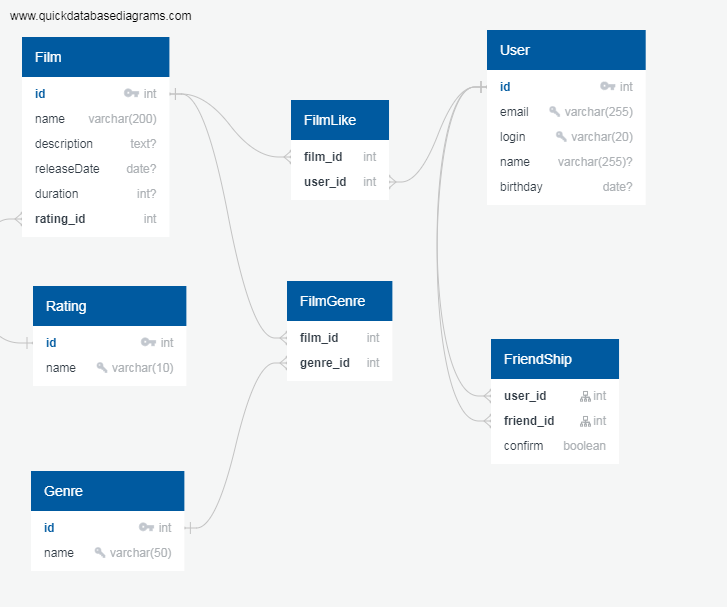 www.quickdatabasediagrams.com
Film
id int
name varchar(200)
description text?
releaseDate date?
duration int?
rating_id int
Rating
id int
name varchar(10)
Genre
id int
name varchar(50)
FilmLike
film_id int
user_id int
FilmGenre
film_id int
genre_id int
User
id int
email varchar(255)
login varchar(20)
name varchar(255)?
birthday date?
FriendShip
user_id int
friend_id int
confirm boolean